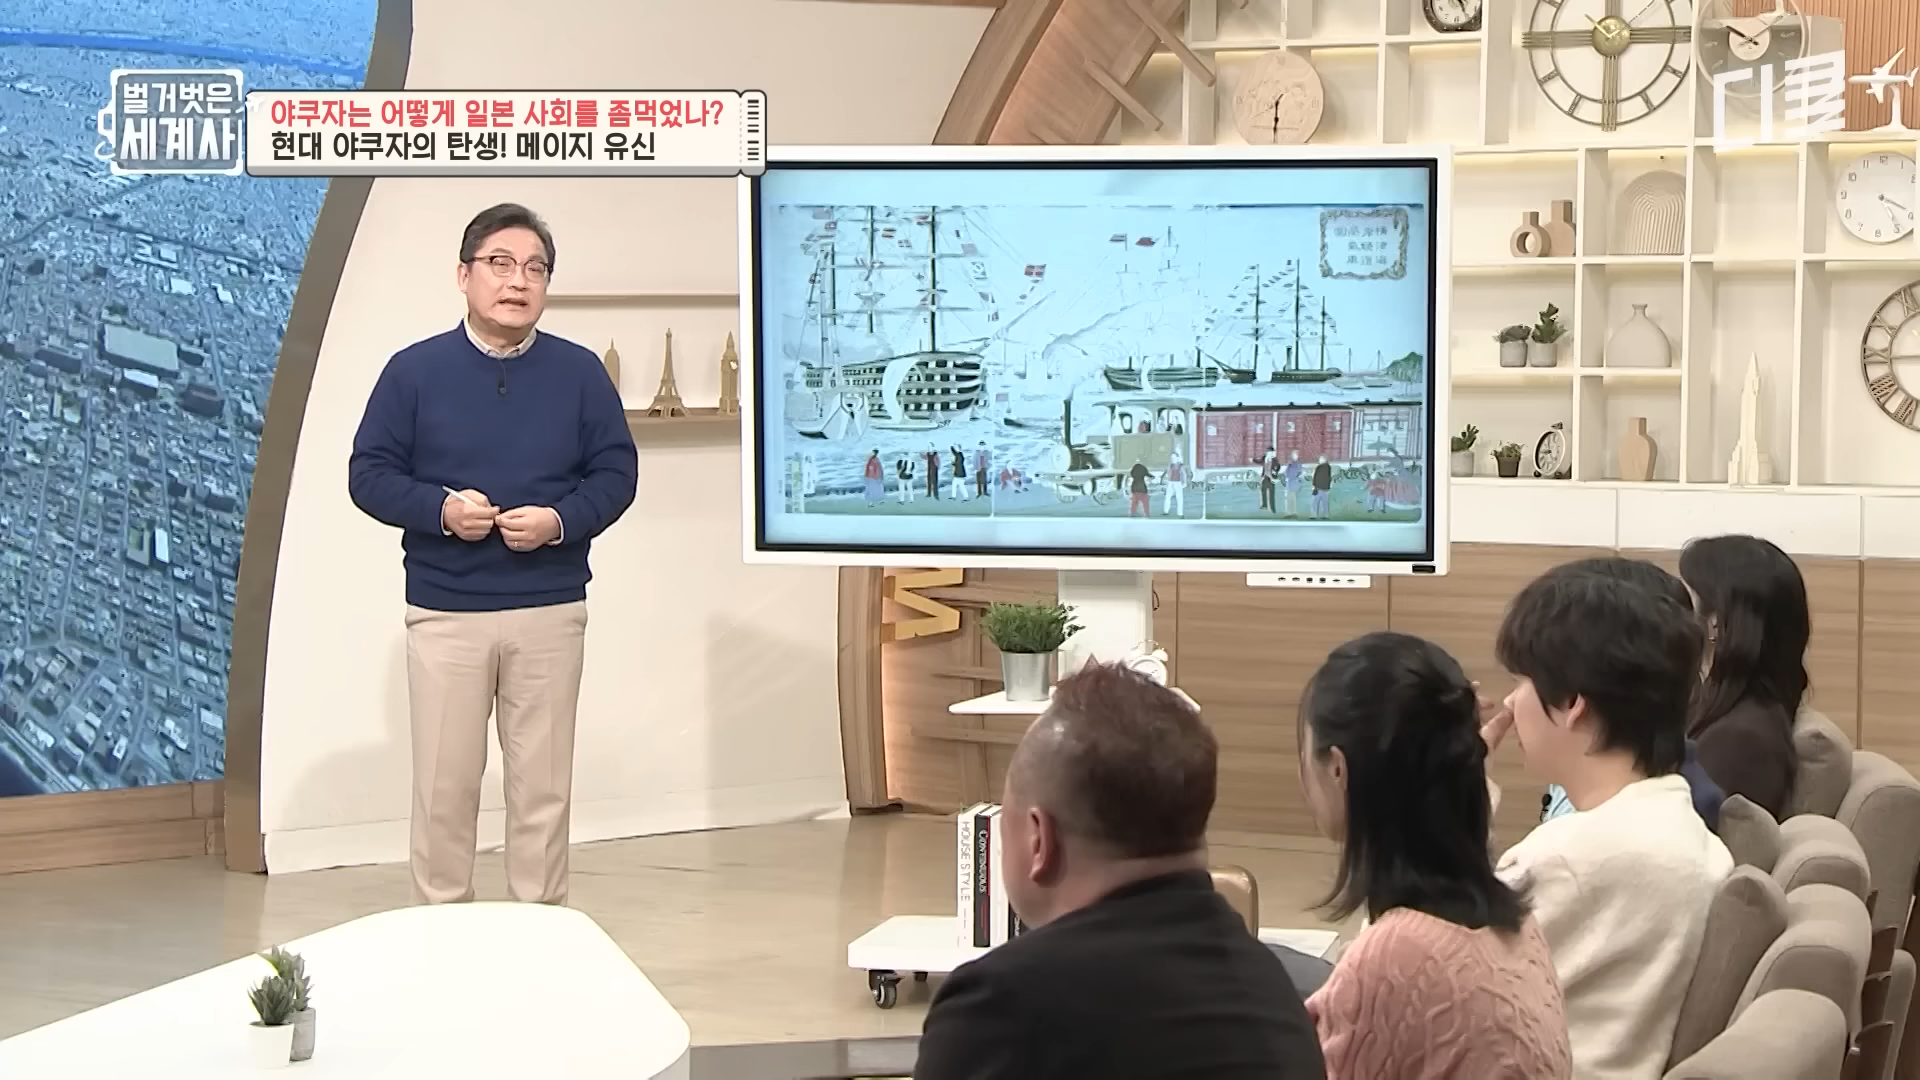 벌거벗은
세계사
야쿠자는 어떻게 일본 사회를 좀먹었나?
현대 야쿠자의 탄생! 메이지 유신
디글
HOUSE STYLE